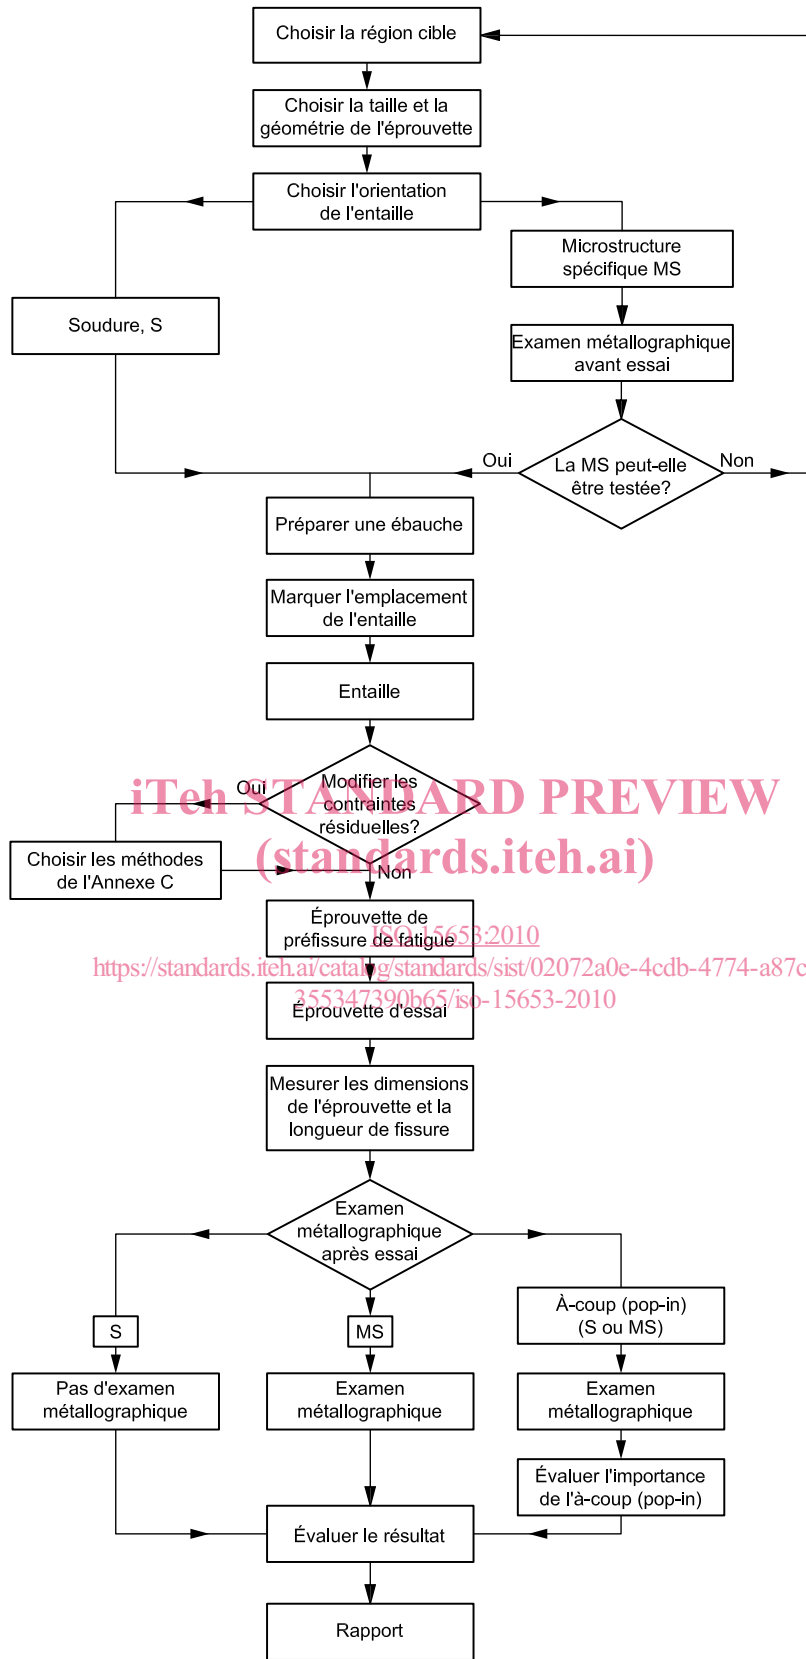 Choisir la région cible
Choisir la taille et la
géométrie de l'éprouvette
Choisir l'orientation
de l'entaille
Microstructure
spécifique MS
Soudure, S
Examen métallographique
avant essai
Oui
La MS peut-elle
être testée?
Non
Préparer une ébauche
Marquer l'emplacement
de l'entaille
Entaille
Oui
Modifier les
contraintes
résiduelles?
iTeh STANDARD PREVIEW
(standards.iteh.ai)
Choisir les méthodes
de l'Annexe C
Non
Éprouvette de
préfissure de fatigue
ISO 15653:2010
https://standards.iteh.ai/catalog/standards/sist/02072a0e-4cdb-4774-a87c
355347390b65/iso-15653-2010
Éprouvette d'essai
Mesurer les dimensions
de l'éprouvette et la
longueur de fissure
Examen
métallographique
après essai
S
MS
À-coup (pop-in)
(S ou MS)
Pas d'examen
métallographique
Examen
métallographique
Examen
métallographique
Évaluer l'importance
de l'à-coup (pop-in)
Évaluer le résultat
Rapport